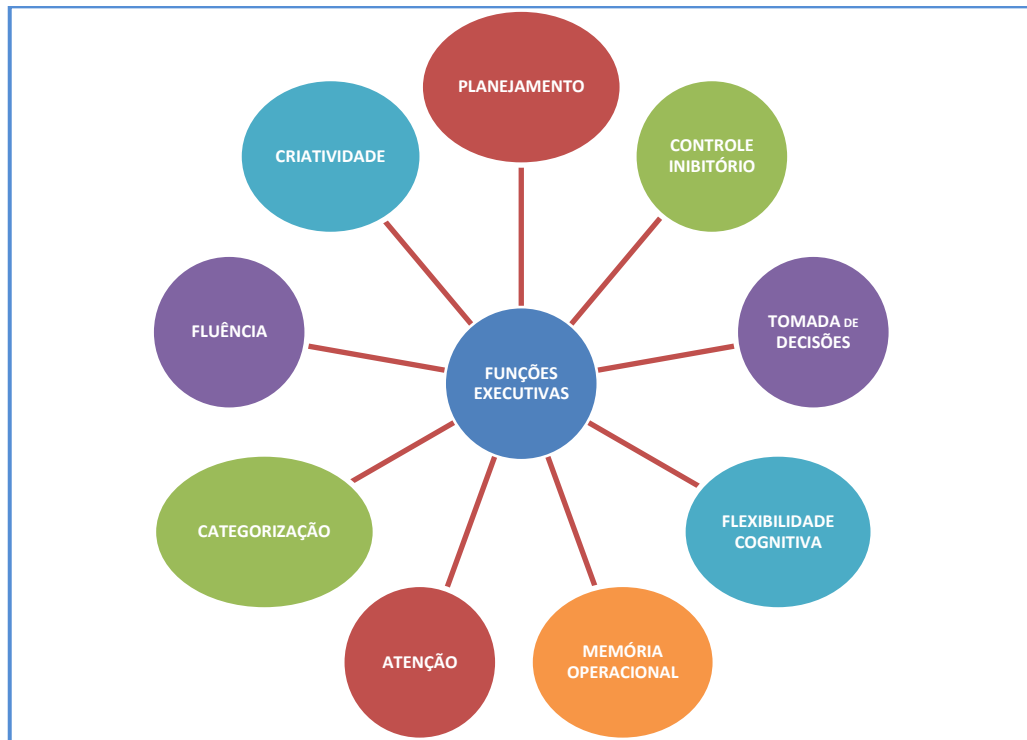 PLANEJAMENTO
CRIATIVIDADE
CONTROLE
INIBITÓRIO
FLUÊNCIA
TOMADA DE
DECISÕES
FUNÇÕES
EXECUTIVAS
CATEGORIZAÇÃO
FLEXIBILIDADE
COGNITIVA
ATENÇÃO
MEMÓRIA
OPERACIONAL